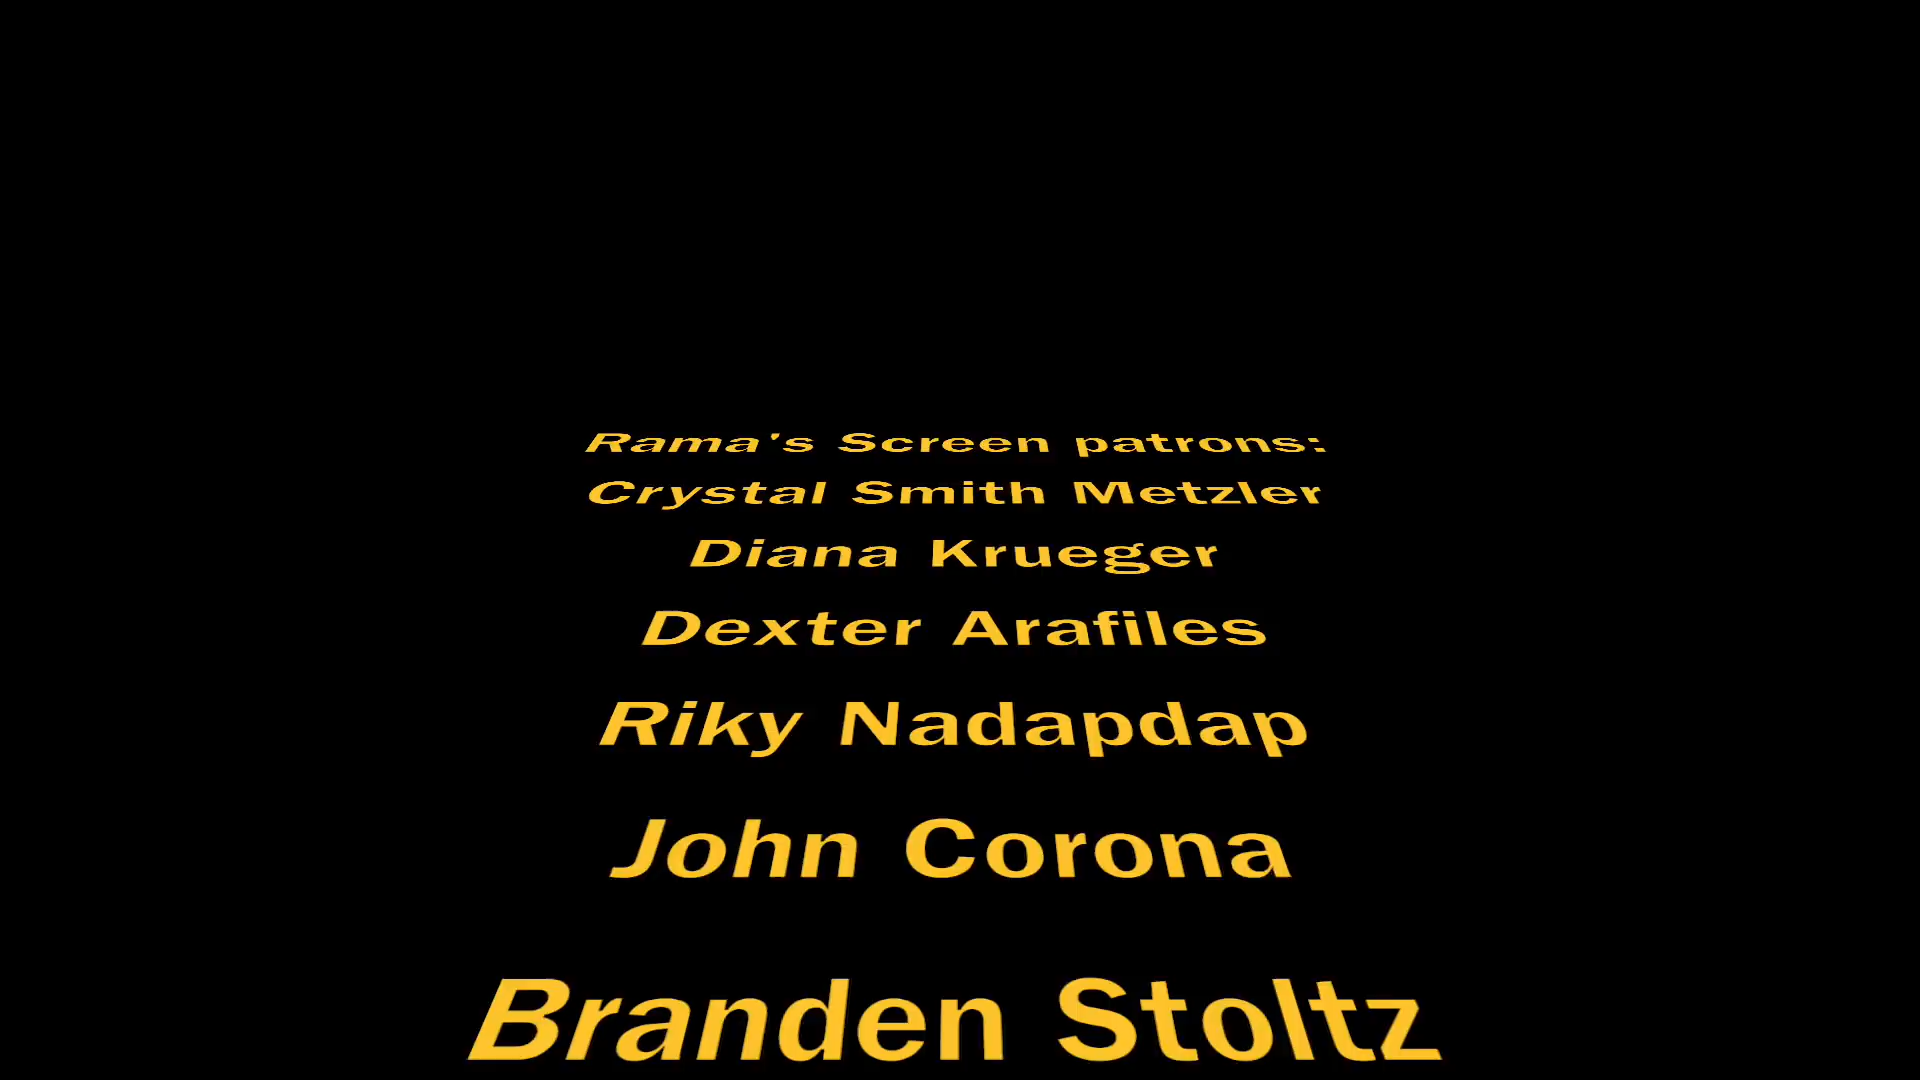 Rama's Screen patrons:
Crystal Smith Metzler
Diana Krueger
Dexter Arafiles
Riky Nadapdap
John Corona
Branden Stoltz